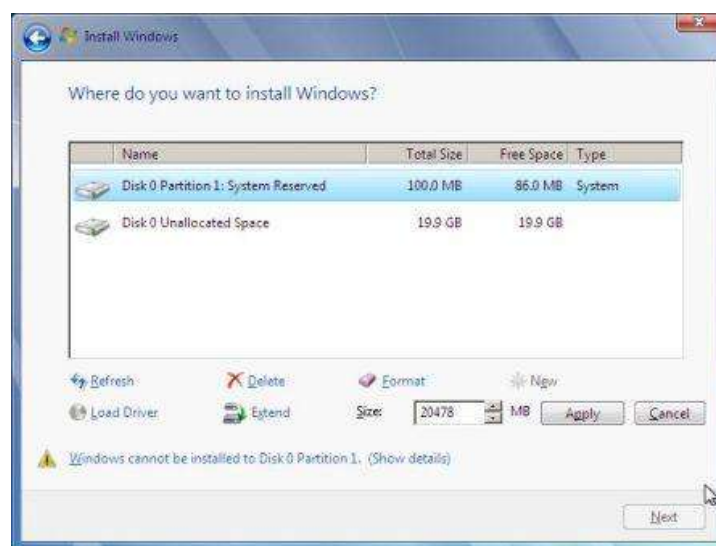 Install Windows
Where do you want to install Windows?
Name Total Size Free Space Type
Disk 0 Partition 1: System Reserved 100.0 MB 86.0 MB System
Disk 0 Unallocated Space 19.9 GB 19.9 GB
Refresh Delete Format New
Load Driver Extend Size: 20478 MB Apply Cancel
Windows cannot be installed to Disk 0 Partition 1. (Show details)
Next